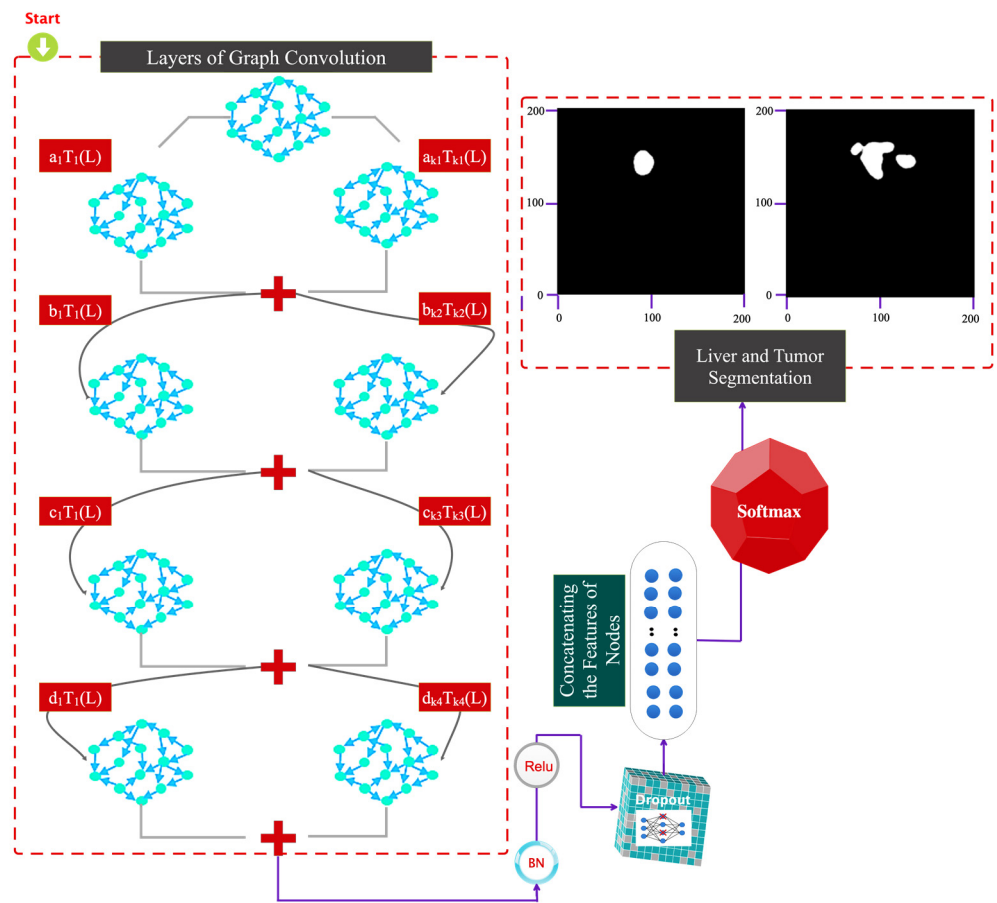 Start
Layers of Graph Convolution
a1T1(L)
ak1Tk1(L)
b1T1(L)
bk2Tk2(L)
c1T1(L)
ck3Tk3(L)
d1T1(L)
dk4Tk4(L)
BN
Relu
Dropout
Concatenating
the Features of
Nodes
Softmax
Liver and Tumor
Segmentation
200
100
0
0
100
200
200
100
0
0
100
200